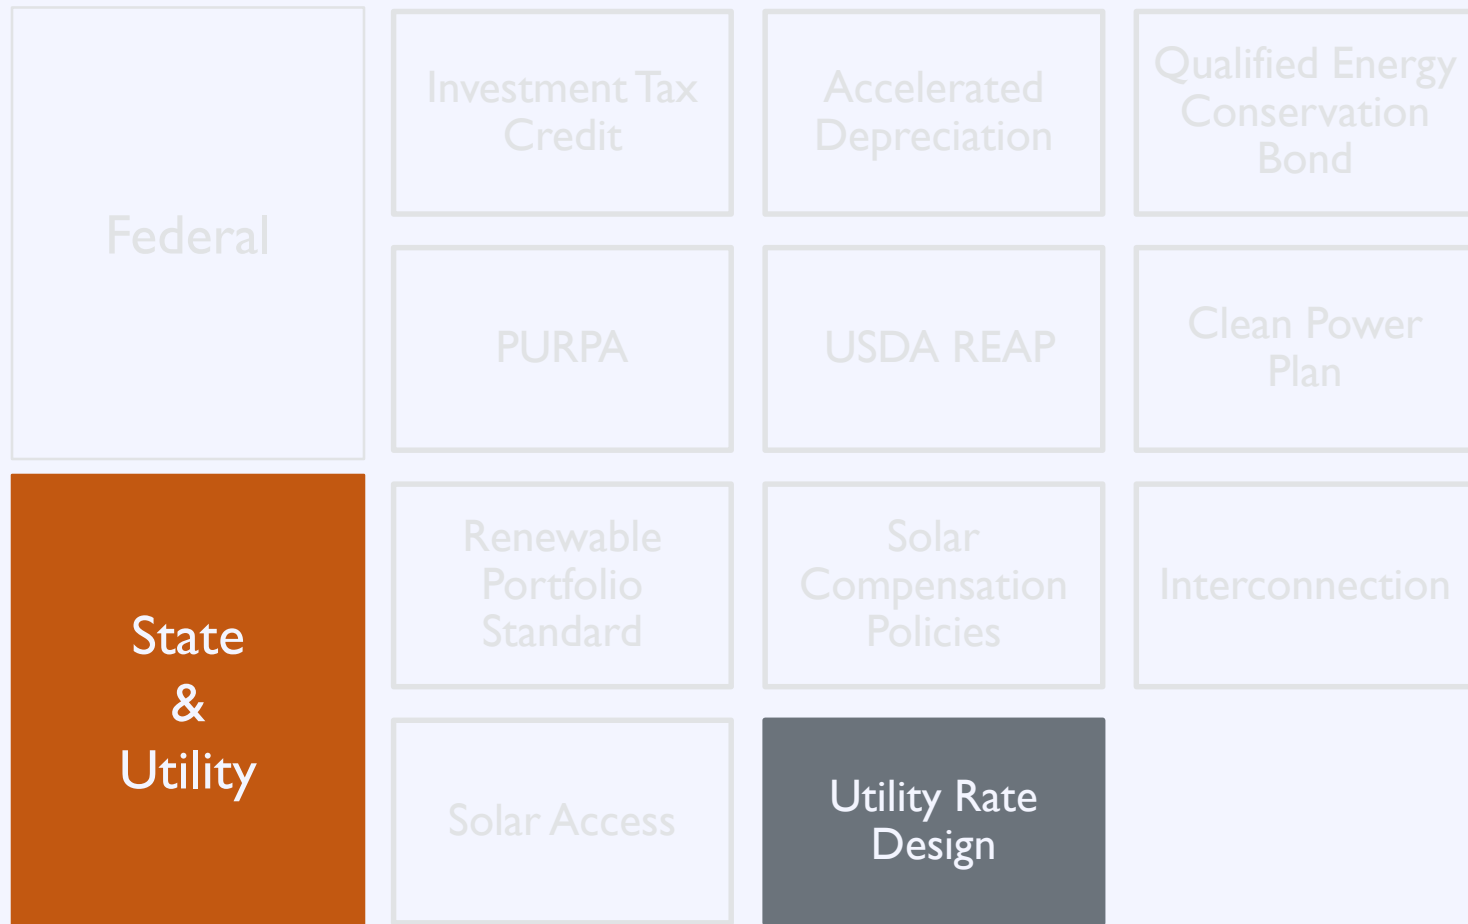 Federal
Investment Tax
Credit
Accelerated
Depreciation
Qualified Energy
Conservation
Bond
PURPA
USDA REAP
Clean Power
Plan
State
&
Utility
Renewable
Portfolio
Standard
Solar
Compensation
Policies
Interconnection
Solar Access
Utility Rate
Design